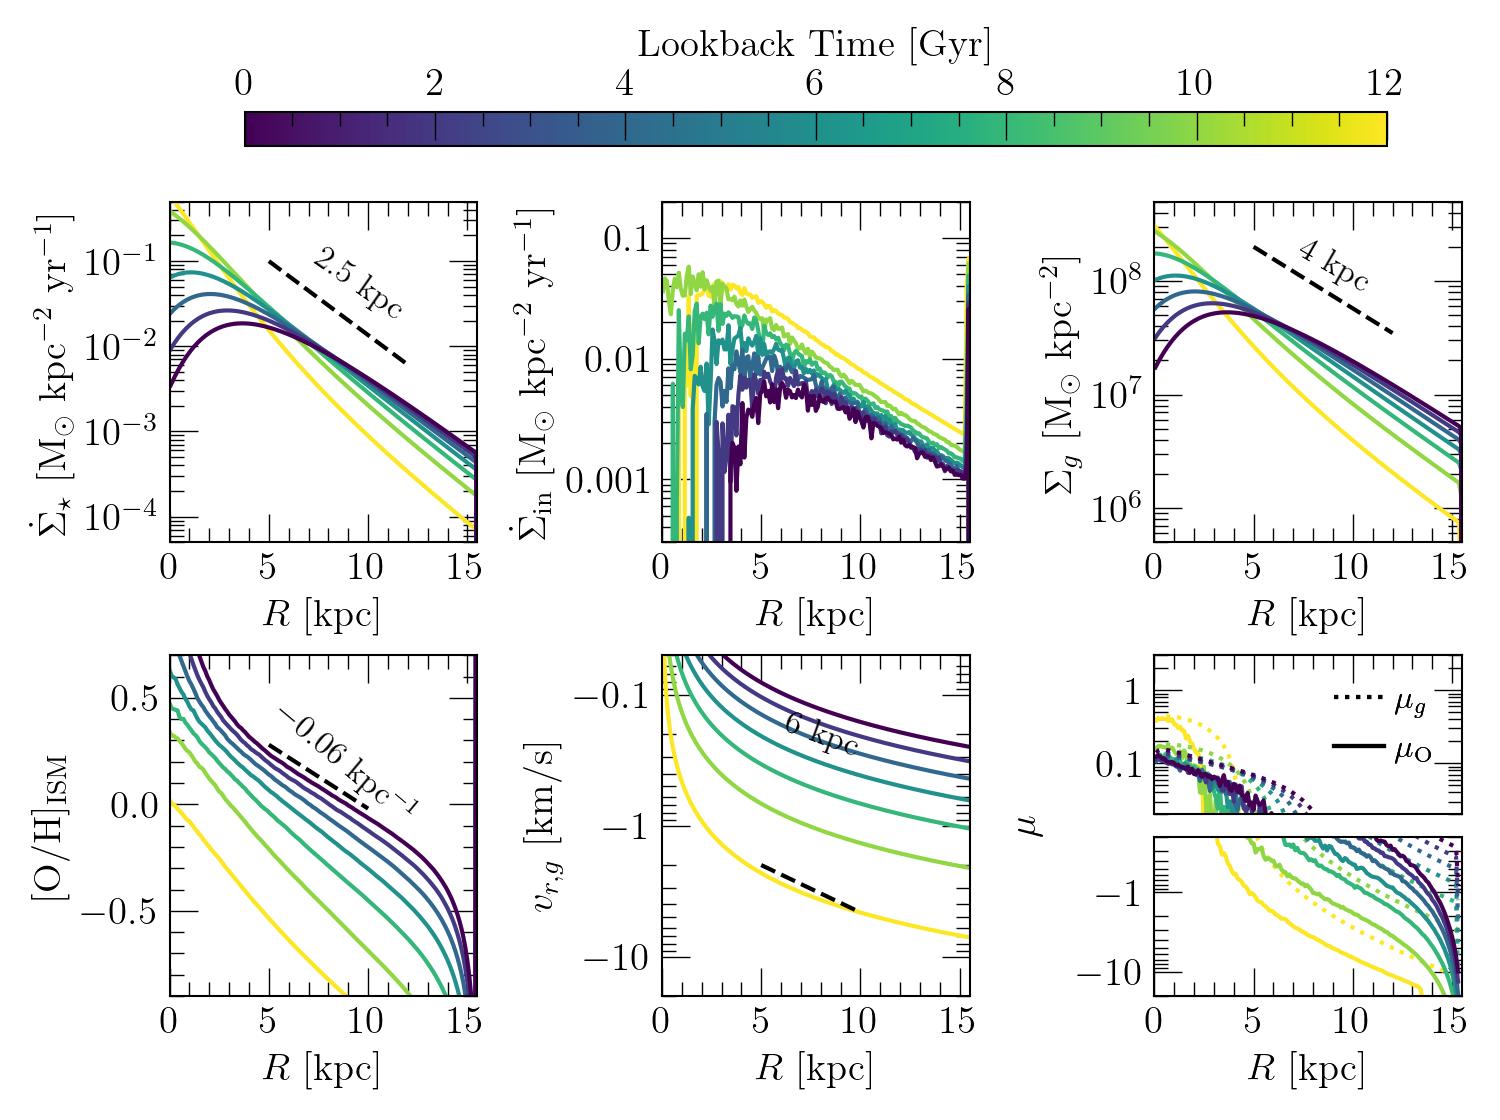 Lookback Time [Gyr]
0 2 4 6 8 10 12
Σ̇⋆ [M⊙ kpc⁻² yr⁻¹]
10⁻¹
10⁻²
10⁻³
10⁻⁴
2.5 kpc
0 5 10 15
R [kpc]
Σ̇in [M⊙ kpc⁻² yr⁻¹]
0.1
0.01
0.001
0 5 10 15
R [kpc]
Σg [M⊙ kpc⁻²]
10⁸
10⁷
10⁶
4 kpc
0 5 10 15
R [kpc]
[O/H]ISM
0.5
0.0
−0.5
−0.06 kpc⁻¹
0 5 10 15
R [kpc]
vr,g [km/s]
−0.1
−1
−10
6 kpc
0 5 10 15
R [kpc]
μ
1
0.1
−1
−10
μg
μO
0 5 10 15
R [kpc]